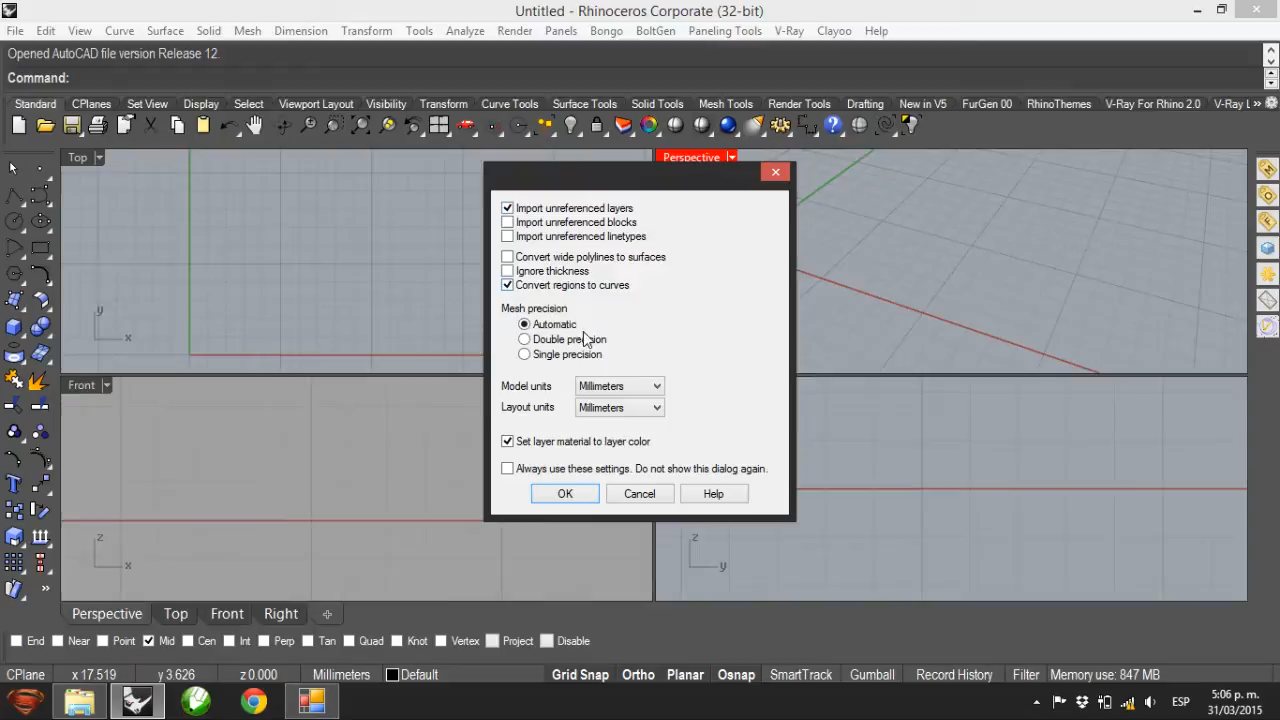 Untitled - Rhinoceros Corporate (32-bit)
File Edit View Curve Surface Solid Mesh Dimension Transform Tools Analyze Render Panels Bongo BoltGen Paneling Tools V-Ray Clayoo Help
Opened AutoCAD file version Release 12.
Command:
Standard CPlanes Set View Display Select Viewport Layout Visibility Transform Curve Tools Surface Tools Solid Tools Mesh Tools Render Tools Drafting New in V5 FurGen 00 RhinoThemes V-Ray For Rhino 2.0 V-Ray L »
Top
Perspective
Import unreferenced layers
Import unreferenced blocks
Import unreferenced linetypes
Convert wide polylines to surfaces
Ignore thickness
Convert regions to curves
Mesh precision
Automatic
Double precision
Single precision
y
x
Front
Model units Millimeters
Layout units Millimeters
Set layer material to layer color
Always use these settings. Do not show this dialog again.
OK Cancel Help
z
x
z
y
Perspective Top Front Right
End Near Point Mid Cen Int Perp Tan Quad Knot Vertex Project Disable
CPlane x 17.519 y 3.626 z 0.000 Millimeters Default Grid Snap Ortho Planar Osnap SmartTrack Gumball Record History Filter Memory use: 847 MB
ESP
5:06 p. m.
31/03/2015